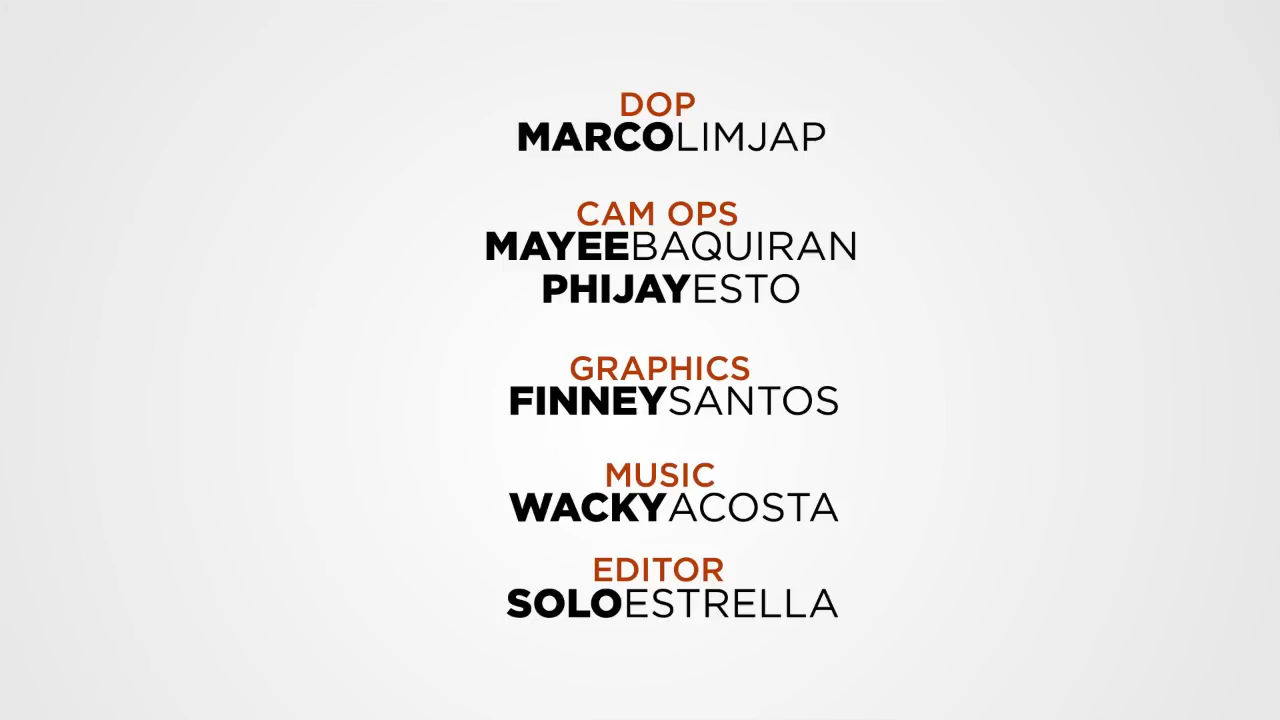 DOP
MARCOLIMJAP
CAM OPS
MAYEEBAQUIRAN
PHIJAYESTO
GRAPHICS
FINNEYSANTOS
MUSIC
WACKYACOSTA
EDITOR
SOLOESTRELLA